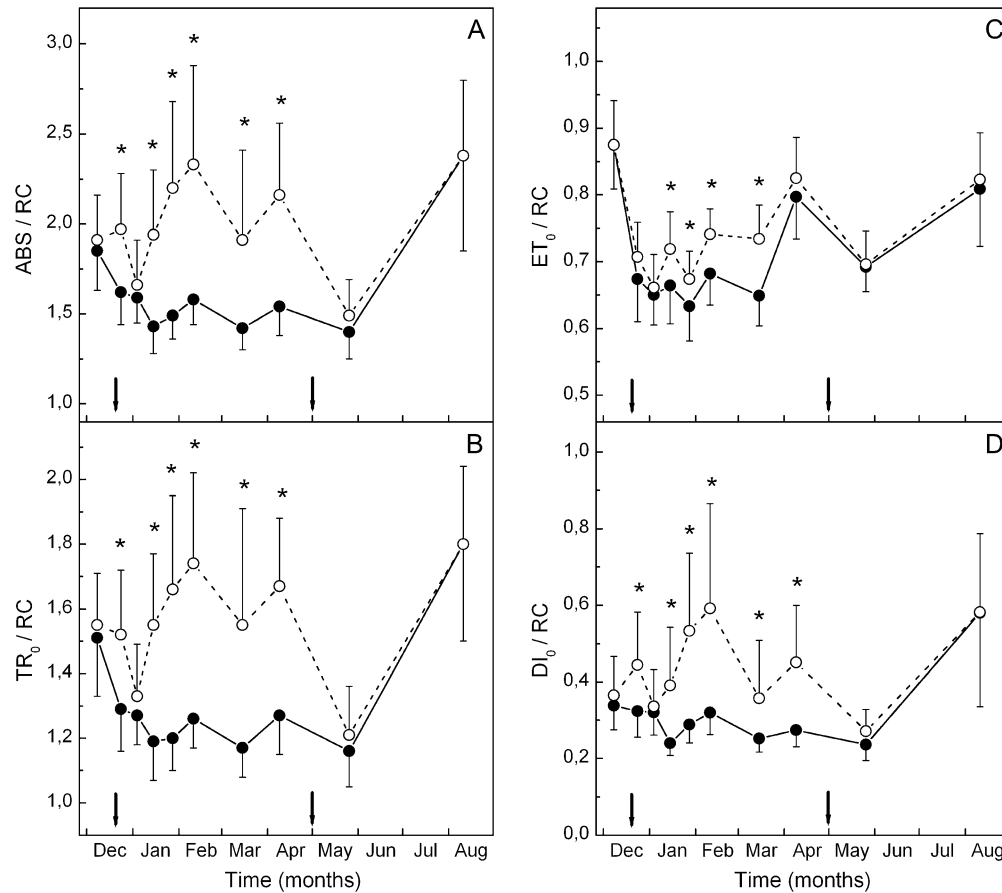 A
3,0
2,5
2,0
1,5
1,0
ABS / RC
* * * * * *
C
1,0
0,9
0,8
0,7
0,6
0,5
ET0 / RC
* * * *
B
2,0
1,8
1,6
1,4
1,2
1,0
TR0 / RC
* * * * * *
Dec Jan Feb Mar Apr May Jun Jul Aug
Time (months)
D
1,0
0,8
0,6
0,4
0,2
0,0
DI0 / RC
* * * * * *
Dec Jan Feb Mar Apr May Jun Jul Aug
Time (months)